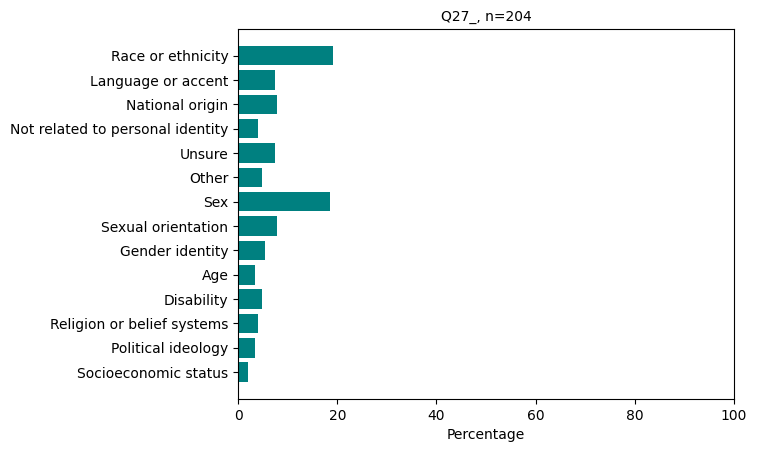 Q27_, n=204
Race or ethnicity
Language or accent
National origin
Not related to personal identity
Unsure
Other
Sex
Sexual orientation
Gender identity
Age
Disability
Religion or belief systems
Political ideology
Socioeconomic status
0 20 40 60 80 100
Percentage